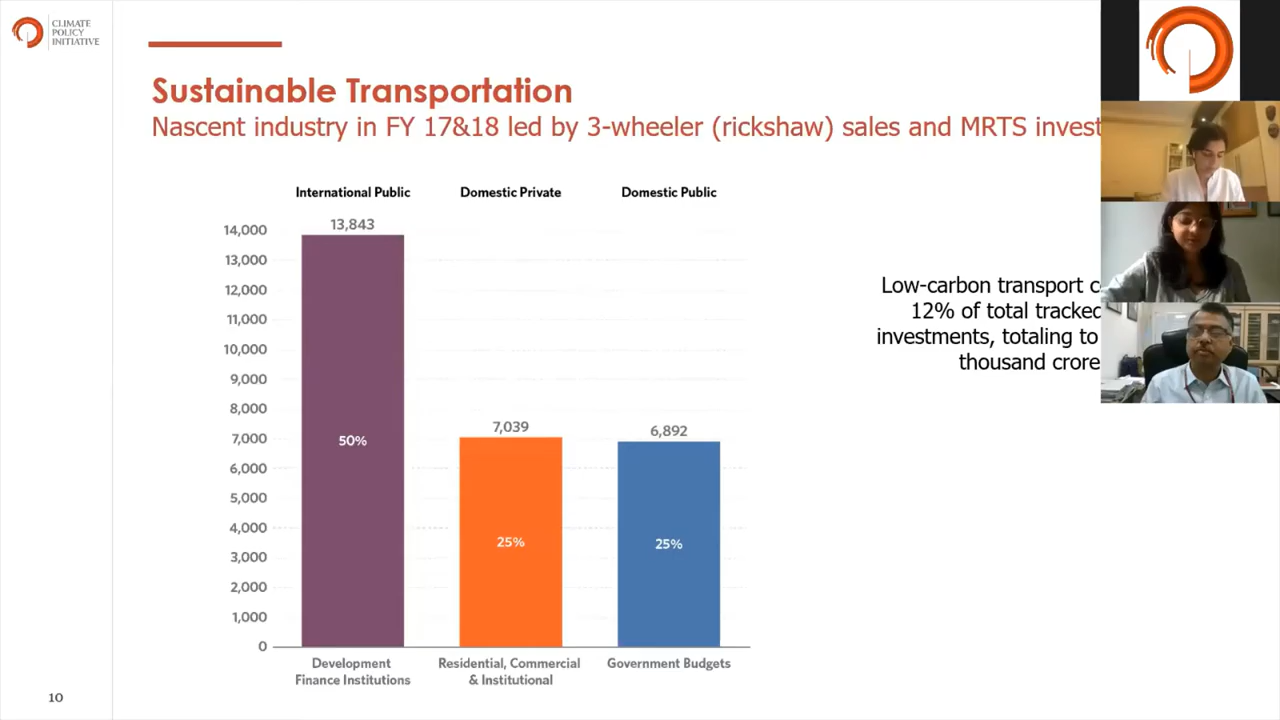 CLIMATE
POLICY
INITIATIVE
Sustainable Transportation
Nascent industry in FY 17&18 led by 3-wheeler (rickshaw) sales and MRTS invest
International Public
Domestic Private
Domestic Public
13,843
14,000
13,000
12,000
11,000
10,000
9,000
8,000
7,000
6,000
5,000
4,000
3,000
2,000
1,000
0
7,039
6,892
50%
25%
25%
Low-carbon transport c
12% of total tracked
investments, totaling to
thousand crore
Development
Finance Institutions
Residential, Commercial
& Institutional
Government Budgets
10